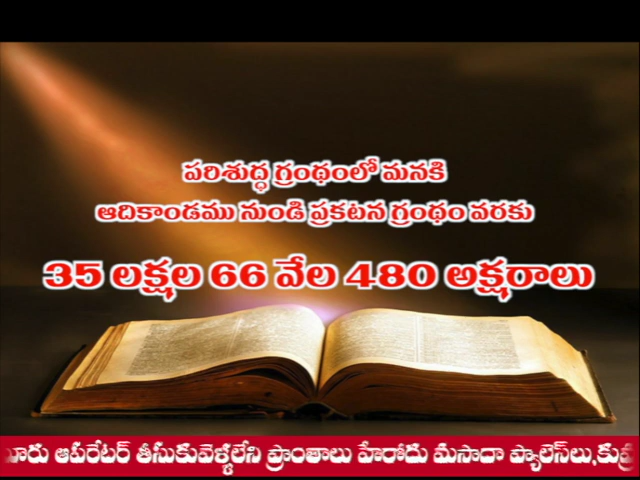 పరిశుద్ధ గ్రంథంలో మనకి
ఆదికాండము నుండి ప్రకటన గ్రంథం వరకు
35 లక్షల 66 వేల 480 అక్షరాలు
ఆపరేటర్ తీసుకువెళ్ళలేని ప్రాంతాలు హేరోదు మసాదా ప్యాలెస్‌లు,